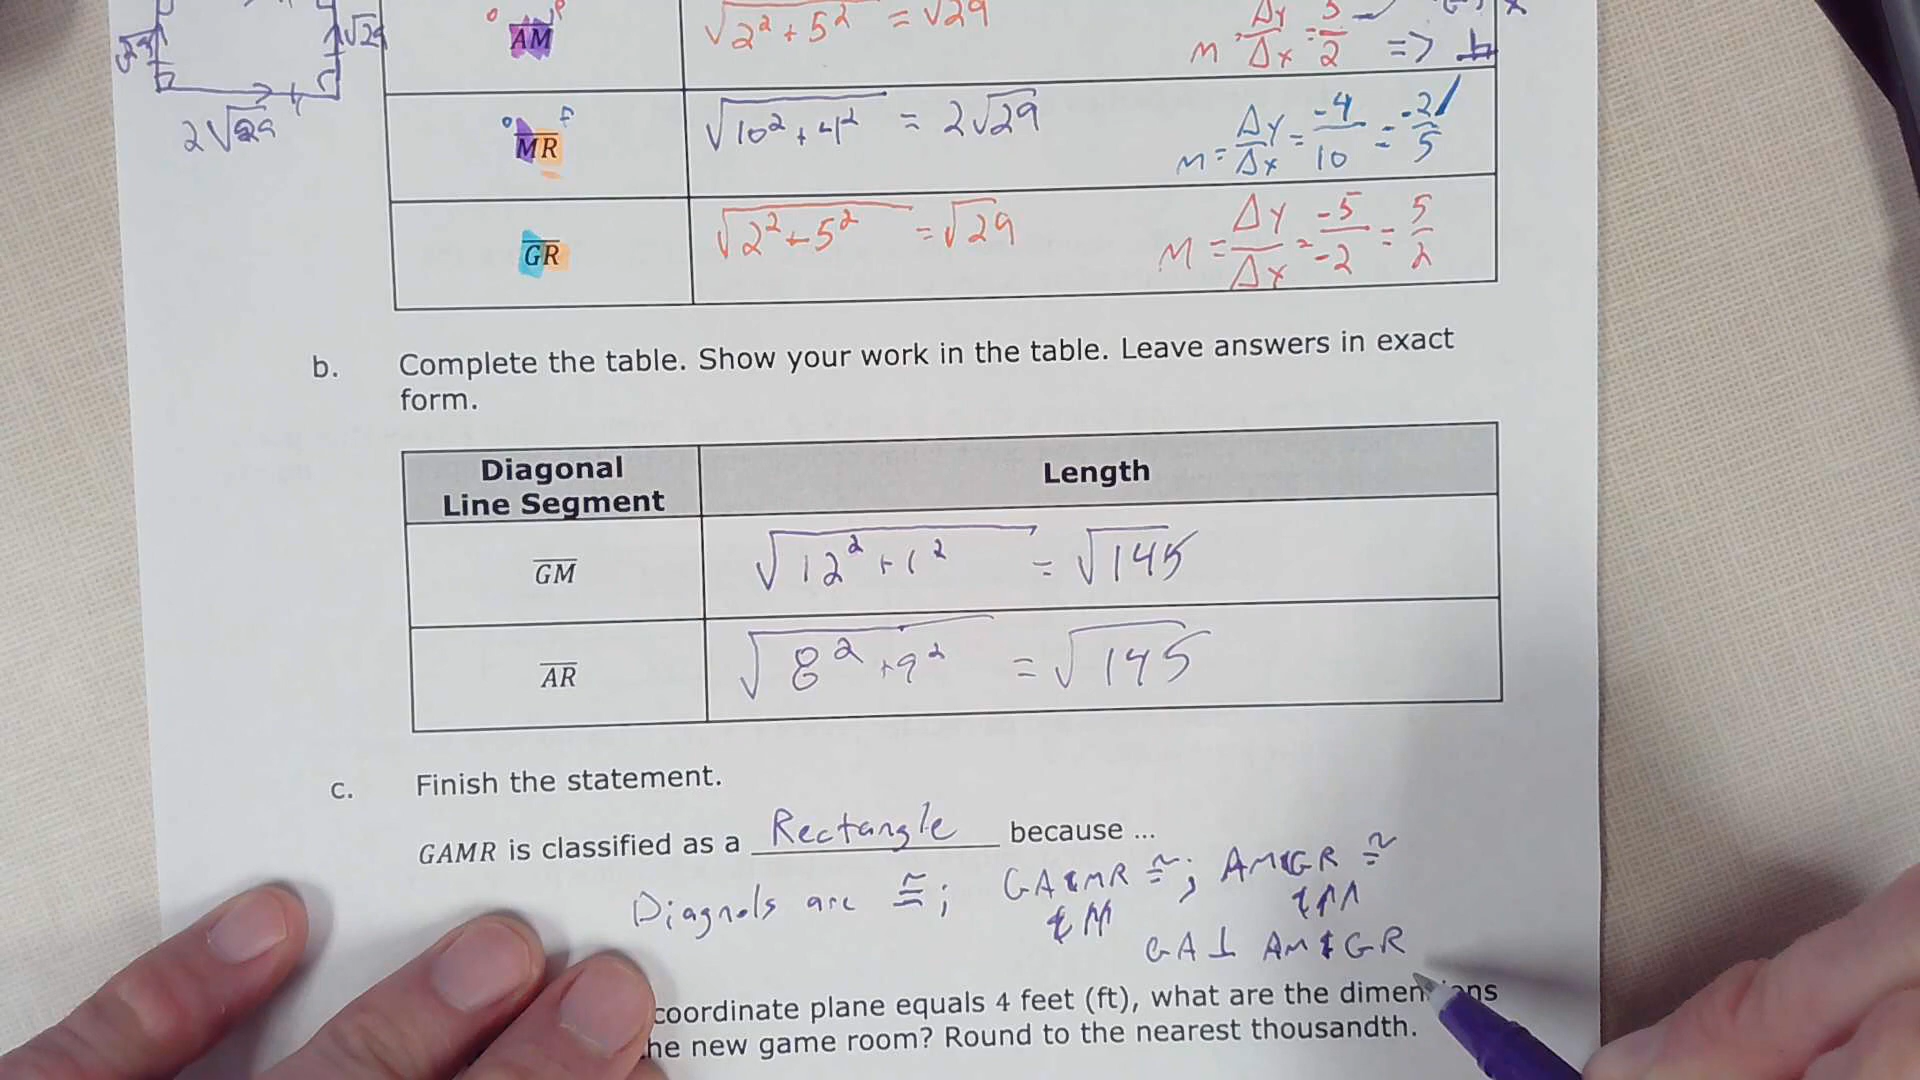 AM √2² + 5² = √29 M = Δy/Δx = 5/2 =>
√29 √29
2√29
MR √10² + 4² = 2√29 M = Δy/Δx = -4/10 = -2/5
GR √2² + 5² = √29 M = Δy/Δx = -5/-2 = 5/2
b. Complete the table. Show your work in the table. Leave answers in exact
form.
Diagonal Line Segment Length
GM √12² + 1² = √145
AR √8² + 9² = √145
c. Finish the statement.
GAMR is classified as a Rectangle because ...
Diagnols are ≅; GA & MR ≅; AM & GR ≅
& // & //
GA ⊥ AM & GR
coordinate plane equals 4 feet (ft), what are the dimensions
he new game room? Round to the nearest thousandth.